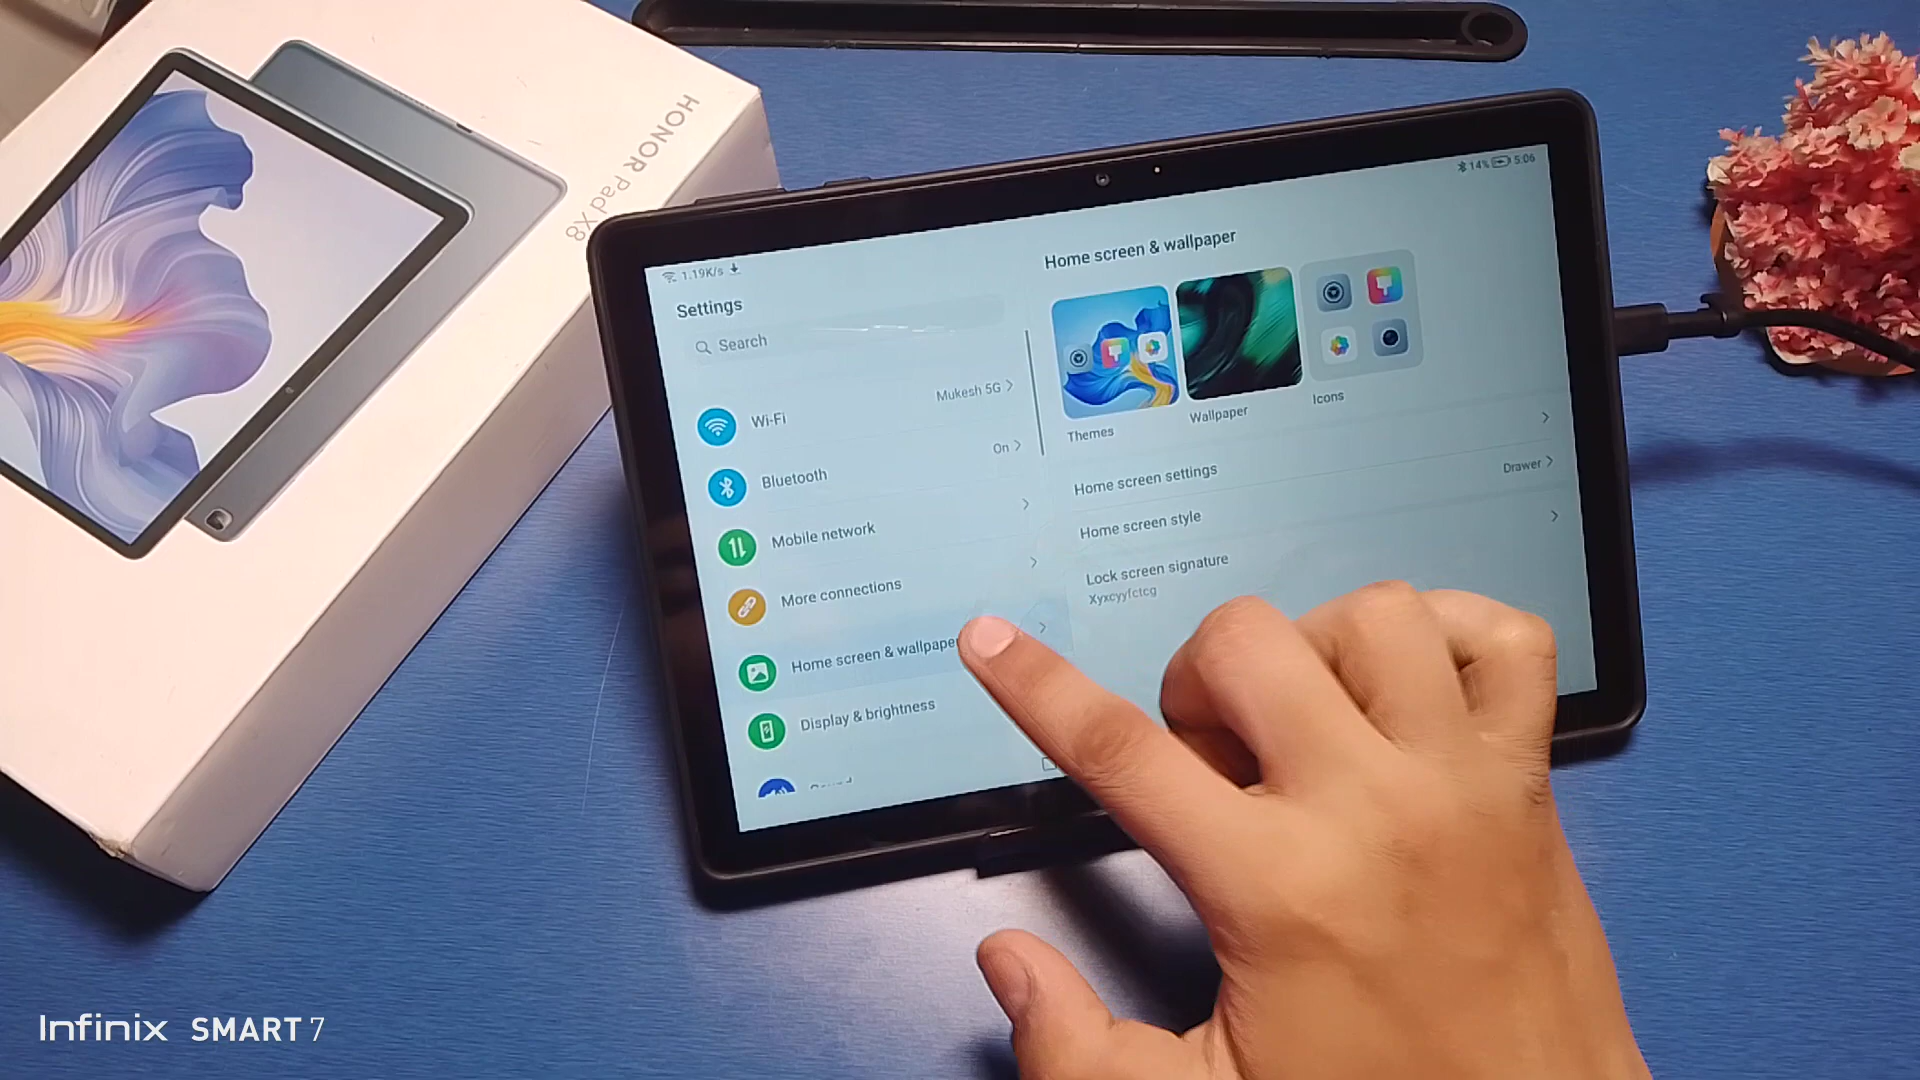 HONOR Pad X8
14% 5:06
1.19K/s
Settings
Search
Wi-Fi
Mukesh 5G
Bluetooth
On
Mobile network
More connections
Home screen & wallpaper
Display & brightness
Home screen & wallpaper
Themes
Wallpaper
Icons
Home screen settings
Home screen style
Drawer
Lock screen signature
Xyxcyyfctcg
Infinix SMART 7